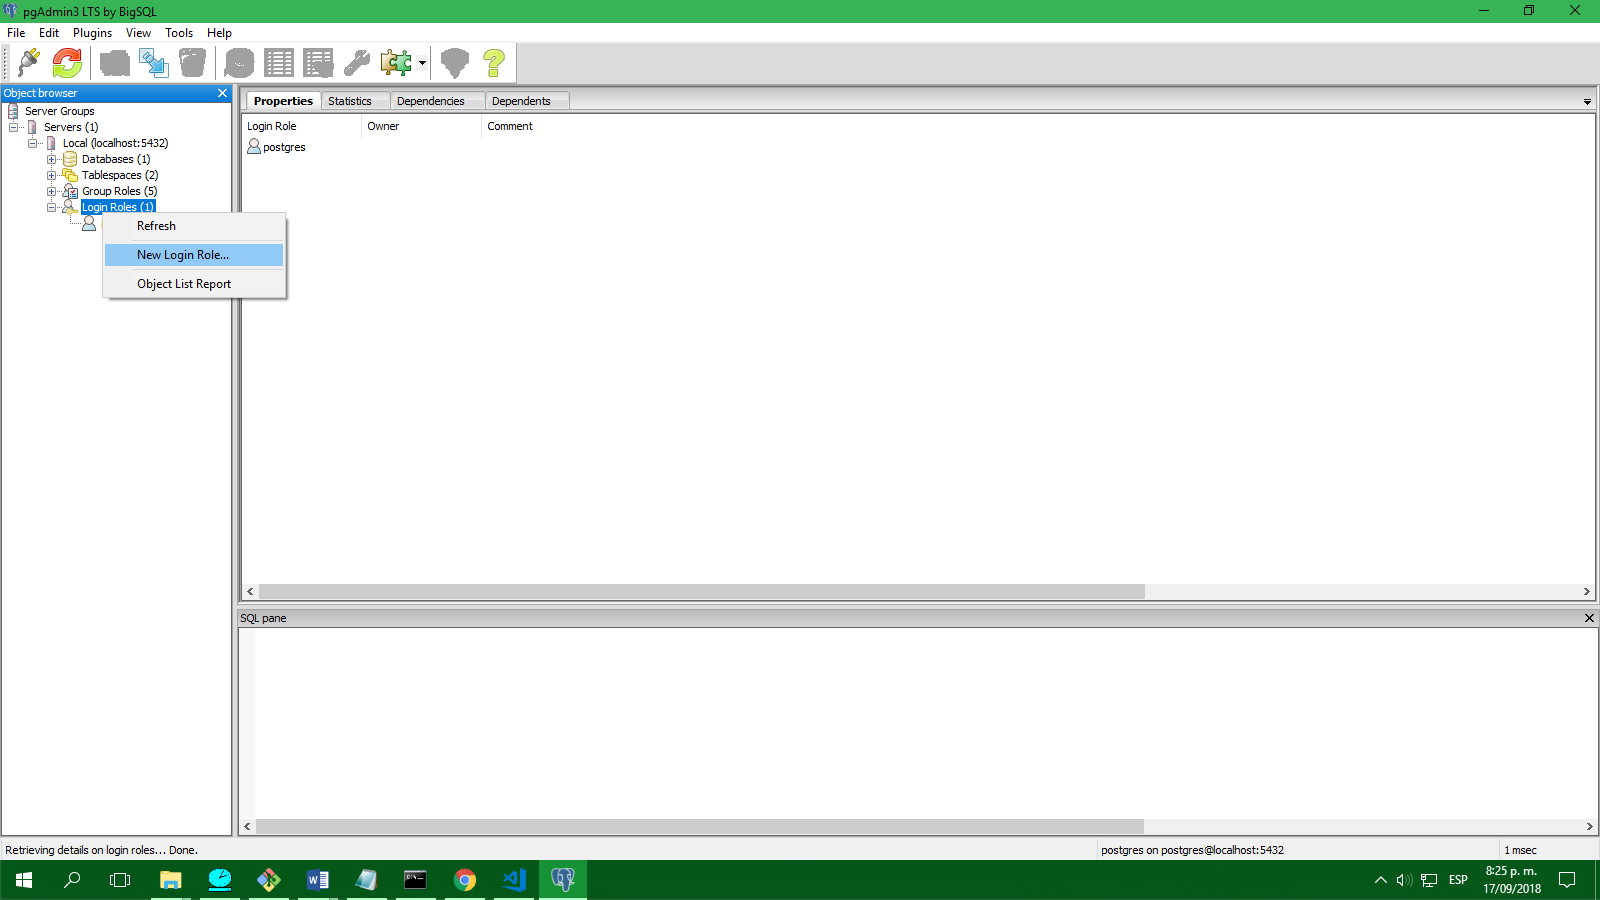 pgAdmin3 LTS by BigSQL
File Edit Plugins View Tools Help
Object browser
Server Groups
Servers (1)
Local (localhost:5432)
Databases (1)
Tablespaces (2)
Group Roles (5)
Login Roles (1)
Refresh
New Login Role...
Object List Report
Properties Statistics Dependencies Dependents
Login Role Owner Comment
postgres
SQL pane
Retrieving details on login roles... Done.
postgres on postgres@localhost:5432
1 msec
ESP
8:25 p. m.
17/09/2018